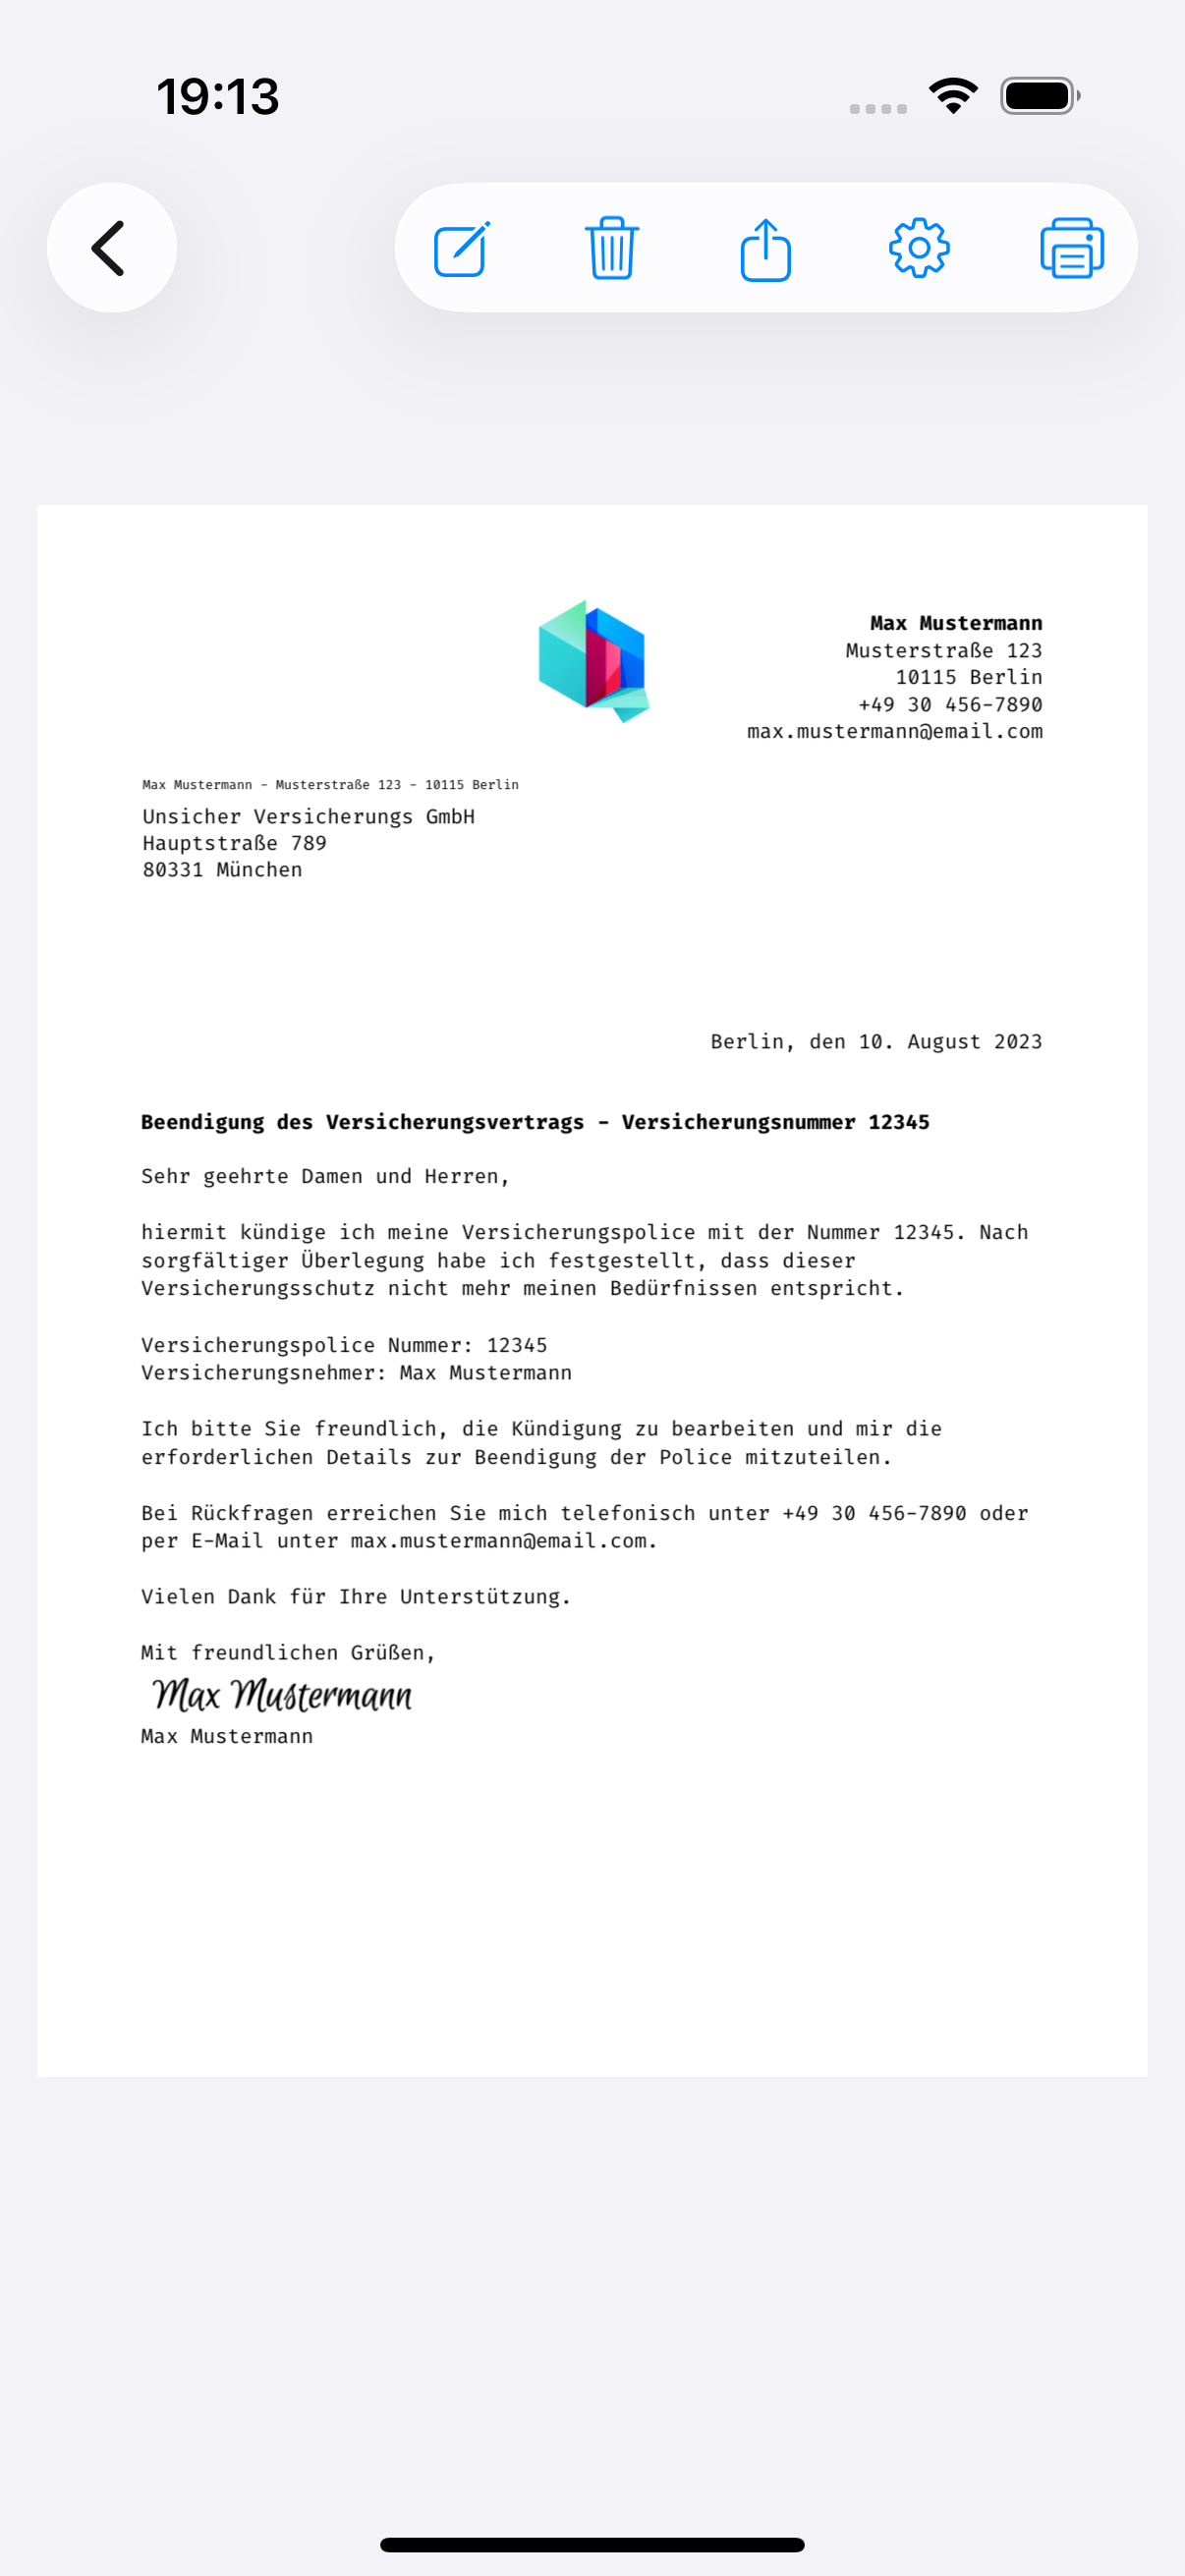 19:13
Max Mustermann
Musterstraße 123
10115 Berlin
+49 30 456-7890
max.mustermann@email.com
Max Mustermann - Musterstraße 123 - 10115 Berlin
Unsicher Versicherungs GmbH
Hauptstraße 789
80331 München
Berlin, den 10. August 2023
Beendigung des Versicherungsvertrags - Versicherungsnummer 12345
Sehr geehrte Damen und Herren,
hiermit kündige ich meine Versicherungspolice mit der Nummer 12345. Nach
sorgfältiger Überlegung habe ich festgestellt, dass dieser
Versicherungsschutz nicht mehr meinen Bedürfnissen entspricht.
Versicherungspolice Nummer: 12345
Versicherungsnehmer: Max Mustermann
Ich bitte Sie freundlich, die Kündigung zu bearbeiten und mir die
erforderlichen Details zur Beendigung der Police mitzuteilen.
Bei Rückfragen erreichen Sie mich telefonisch unter +49 30 456-7890 oder
per E-Mail unter max.mustermann@email.com.
Vielen Dank für Ihre Unterstützung.
Mit freundlichen Grüßen,
Max Mustermann
Max Mustermann